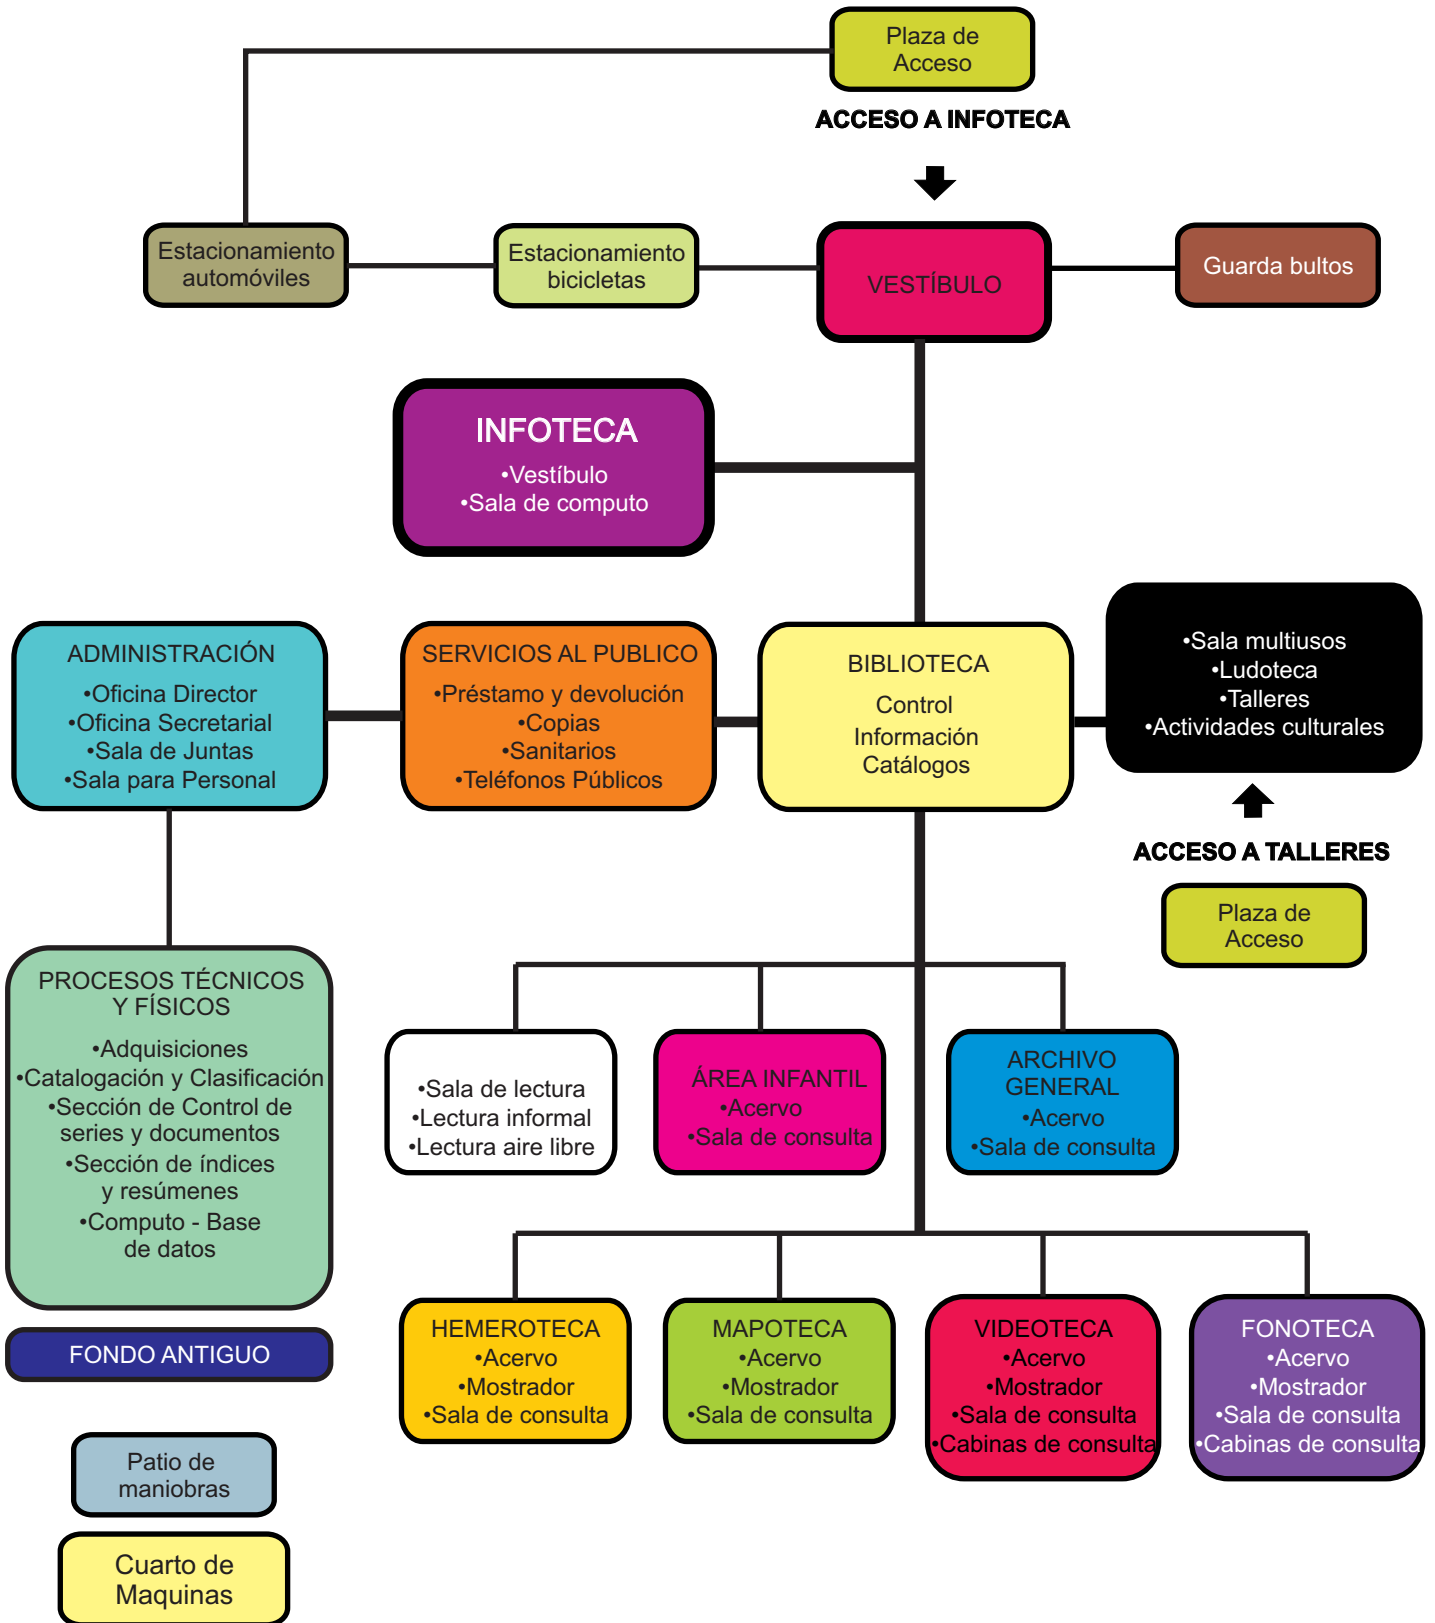 Plaza de
Acceso
ACCESO A INFOTECA
Estacionamiento
automóviles
Estacionamiento
bicicletas
VESTÍBULO
Guarda bultos
INFOTECA
•Vestíbulo
•Sala de computo
ADMINISTRACIÓN
•Oficina Director
•Oficina Secretarial
•Sala de Juntas
•Sala para Personal
SERVICIOS AL PUBLICO
•Préstamo y devolución
•Copias
•Sanitarios
•Teléfonos Públicos
BIBLIOTECA
Control
Información
Catálogos
•Sala multiusos
•Ludoteca
•Talleres
•Actividades culturales
ACCESO A TALLERES
Plaza de
Acceso
PROCESOS TÉCNICOS
Y FÍSICOS
•Adquisiciones
•Catalogación y Clasificación
•Sección de Control de
series y documentos
•Sección de índices
y resúmenes
•Computo - Base
de datos
•Sala de lectura
•Lectura informal
•Lectura aire libre
ÁREA INFANTIL
•Acervo
•Sala de consulta
ARCHIVO
GENERAL
•Acervo
•Sala de consulta
FONDO ANTIGUO
HEMEROTECA
•Acervo
•Mostrador
•Sala de consulta
MAPOTECA
•Acervo
•Mostrador
•Sala de consulta
VIDEOTECA
•Acervo
•Mostrador
•Sala de consulta
•Cabinas de consulta
FONOTECA
•Acervo
•Mostrador
•Sala de consulta
•Cabinas de consulta
Patio de
maniobras
Cuarto de
Maquinas